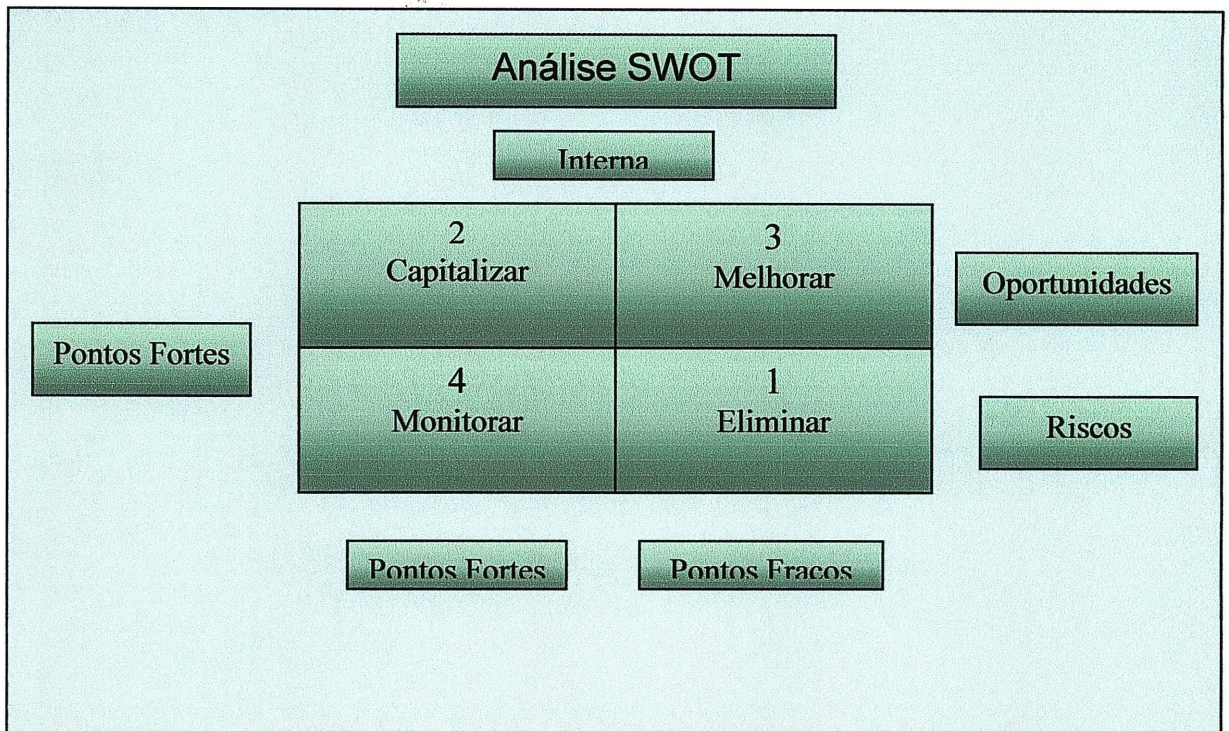 Análise SWOT
Interna
2
Capitalizar
3
Melhorar
Oportunidades
Pontos Fortes
4
Monitorar
1
Eliminar
Riscos
Pontos Fortes
Pontos Fracos